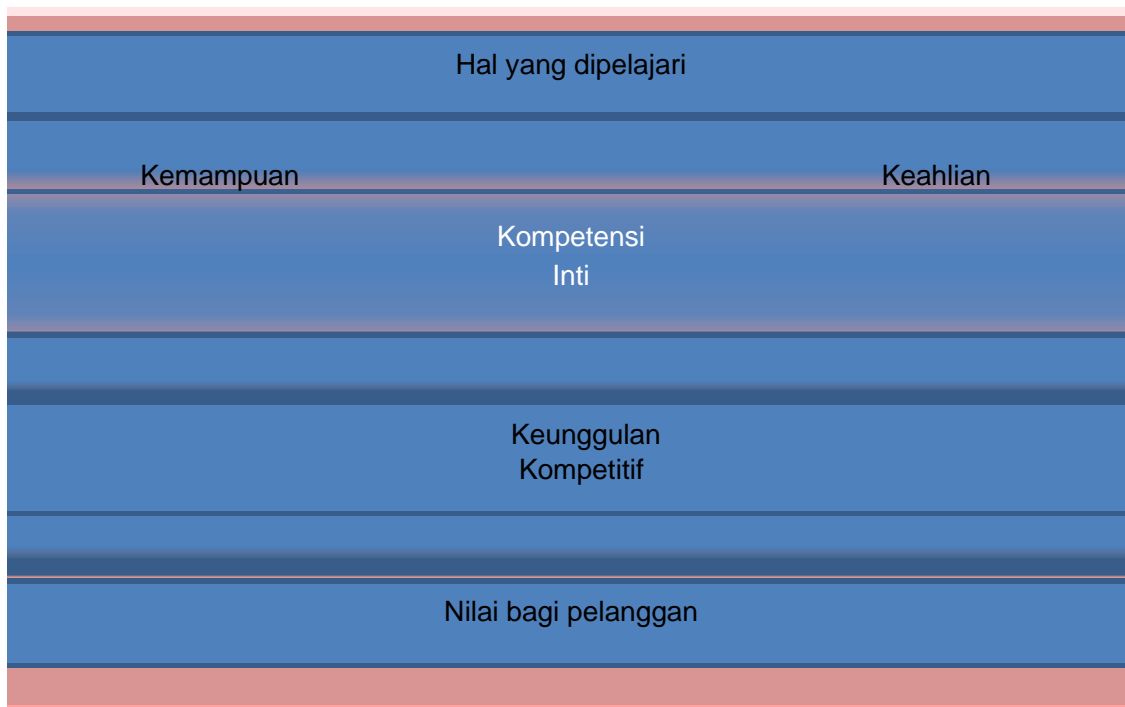 Hal yang dipelajari
Kemampuan
Keahlian
Kompetensi
Inti
Keunggulan
Kompetitif
Nilai bagi pelanggan